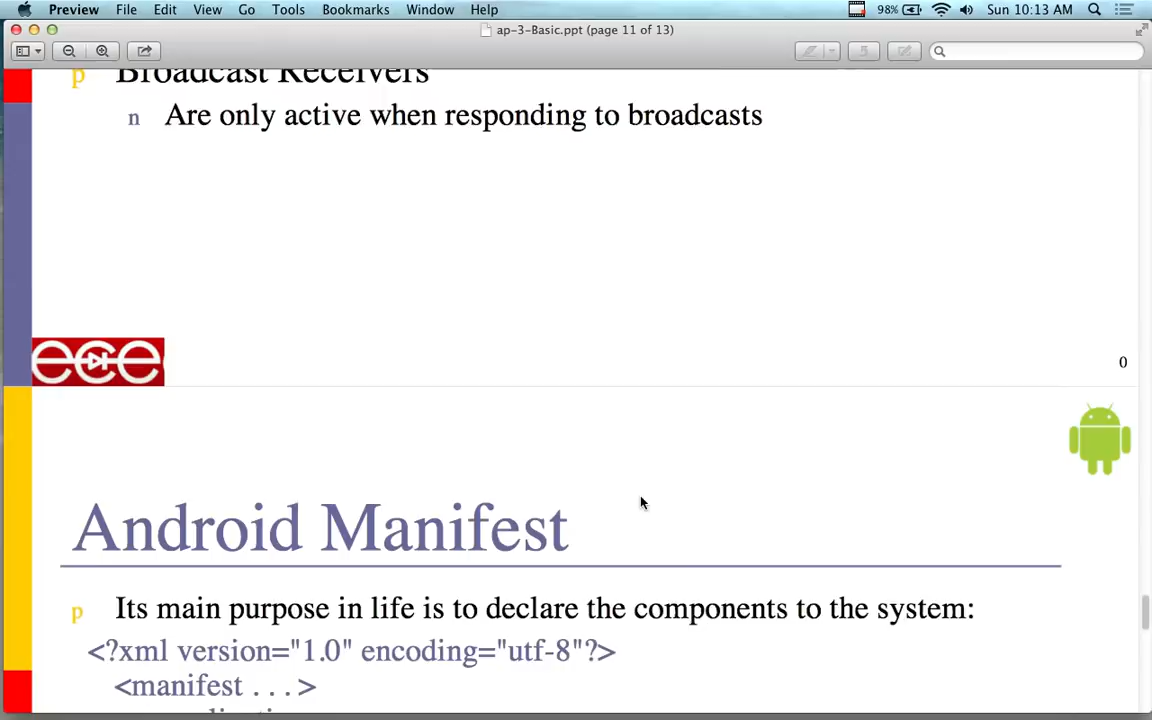 Preview File Edit View Go Tools Bookmarks Window Help 98% Sun 10:13 AM
ap-3-Basic.ppt (page 11 of 13)
p Broadcast Receivers
n Are only active when responding to broadcasts
ece
0
Android Manifest
p Its main purpose in life is to declare the components to the system:
<?xml version="1.0" encoding="utf-8"?>
<manifest . . . >